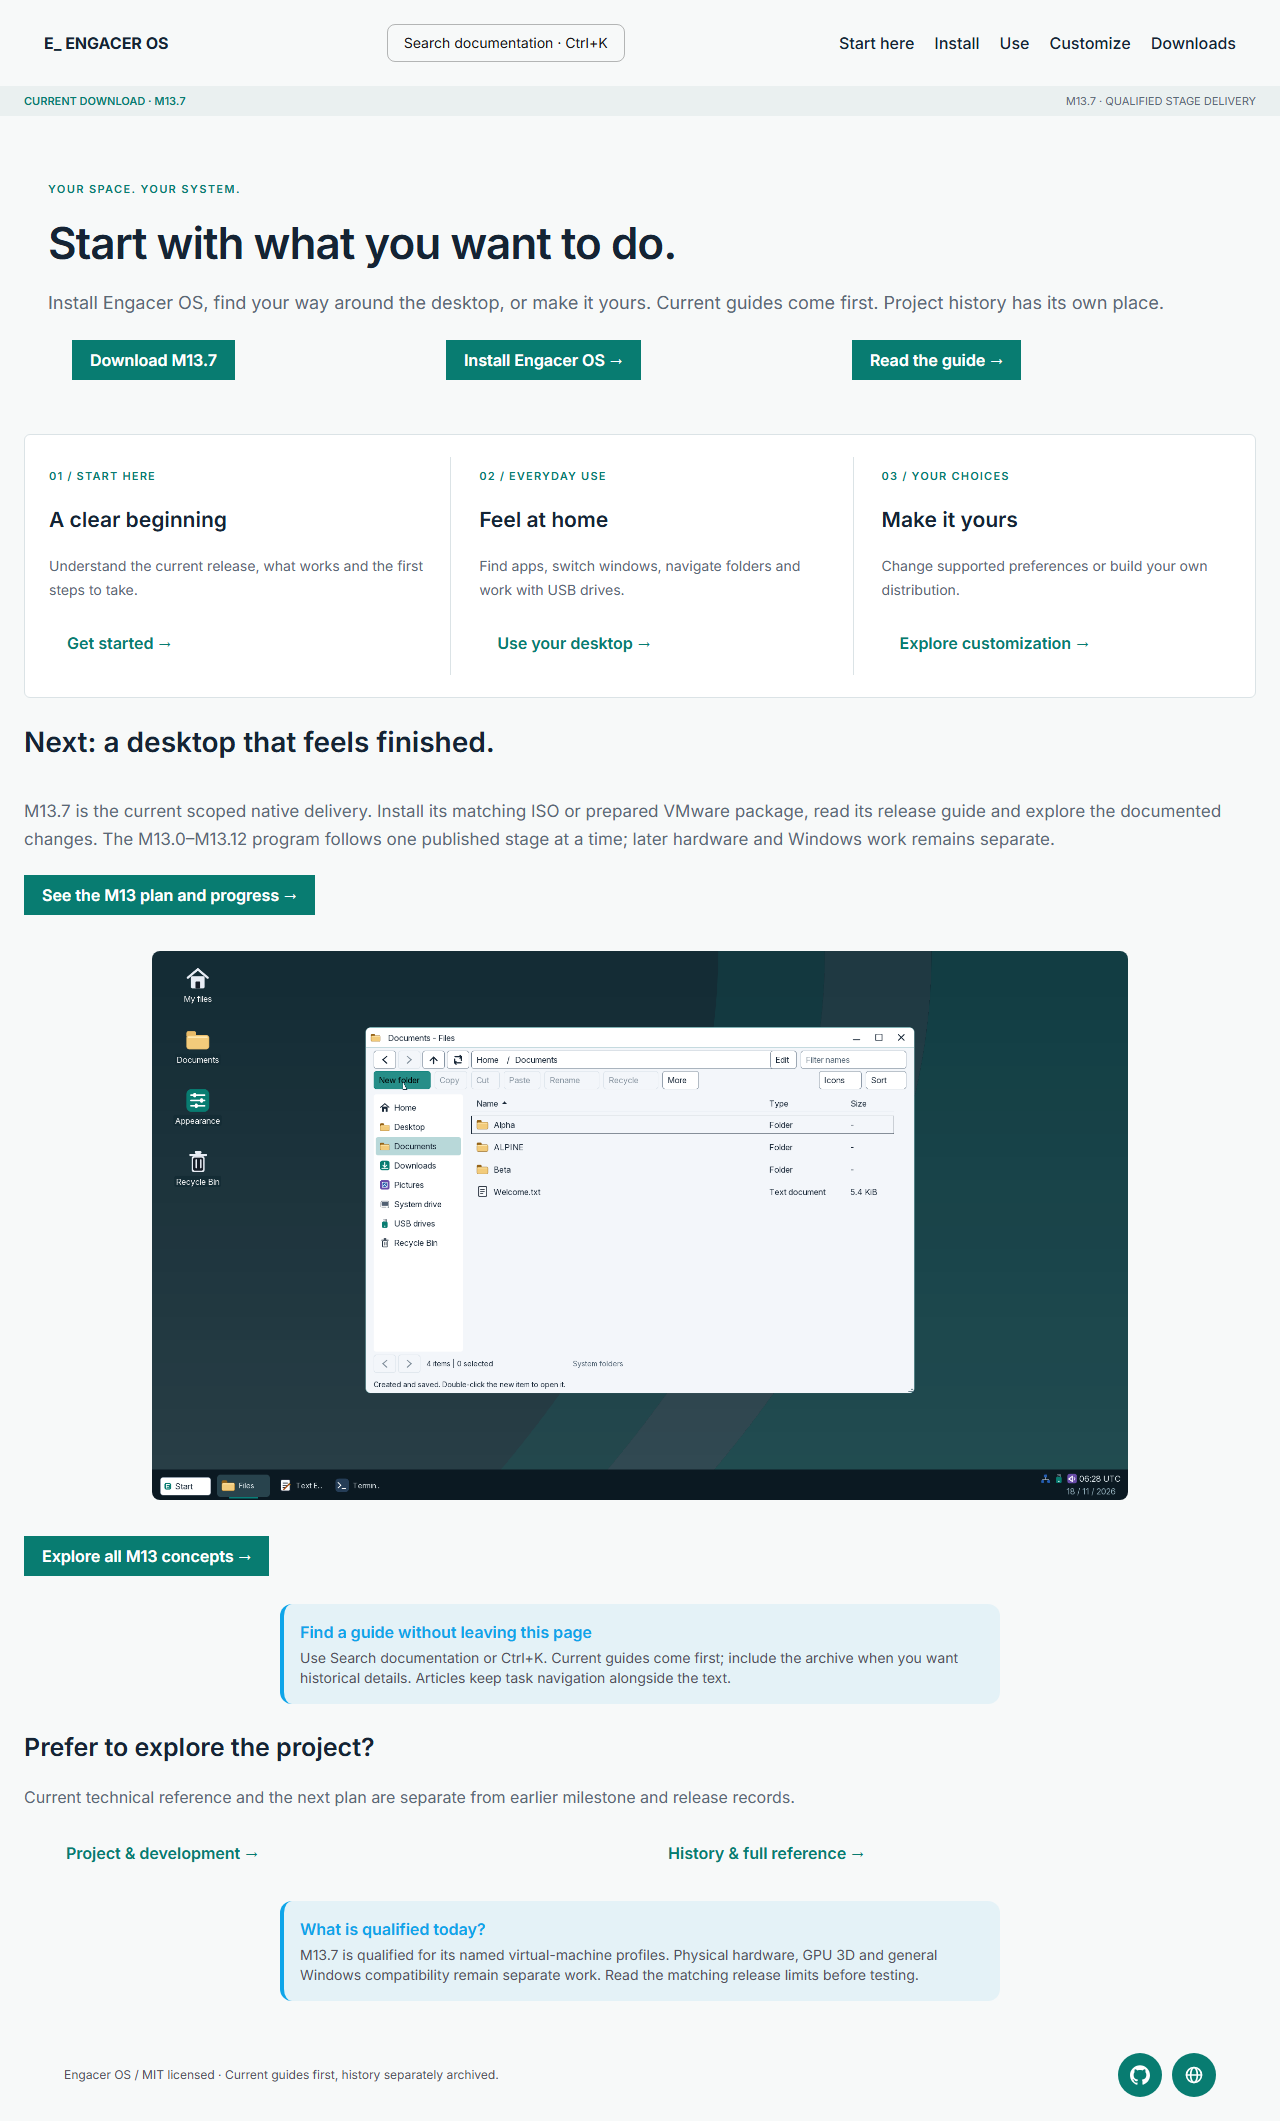 E_ ENGACER OS
Search documentation · Ctrl+K
Start here Install Use Customize Downloads
CURRENT DOWNLOAD · M13.7
M13.7 · QUALIFIED STAGE DELIVERY
YOUR SPACE. YOUR SYSTEM.
Start with what you want to do.
Install Engacer OS, find your way around the desktop, or make it yours. Current guides come first. Project history has its own place.
Download M13.7
Install Engacer OS →
Read the guide →
01 / START HERE
A clear beginning
Understand the current release, what works and the first
steps to take.
Get started →
02 / EVERYDAY USE
Feel at home
Find apps, switch windows, navigate folders and
work with USB drives.
Use your desktop →
03 / YOUR CHOICES
Make it yours
Change supported preferences or build your own
distribution.
Explore customization →
Next: a desktop that feels finished.
M13.7 is the current scoped native delivery. Install its matching ISO or prepared VMware package, read its release guide and explore the documented
changes. The M13.0–M13.12 program follows one published stage at a time; later hardware and Windows work remains separate.
See the M13 plan and progress →
My files
Documents
Appearance
Recycle Bin
Documents - Files
Home / Documents
Edit
Filter names
New folder
Copy
Cut
Paste
Rename
Recycle
More
Icons
Sort
Home
Desktop
Documents
Downloads
Pictures
System drive
USB drives
Recycle Bin
Name Type Size
Alpha Folder -
ALPINE Folder -
Beta Folder -
Welcome.txt Text document 5.4 KiB
4 items | 0 selected
System folders
Created and saved. Double-click the new item to open it.
Start
Files
Text E..
Termin..
06:28 UTC
18 / 11 / 2026
Explore all M13 concepts →
Find a guide without leaving this page
Use Search documentation or Ctrl+K. Current guides come first; include the archive when you want
historical details. Articles keep task navigation alongside the text.
Prefer to explore the project?
Current technical reference and the next plan are separate from earlier milestone and release records.
Project & development →
History & full reference →
What is qualified today?
M13.7 is qualified for its named virtual-machine profiles. Physical hardware, GPU 3D and general
Windows compatibility remain separate work. Read the matching release limits before testing.
Engacer OS / MIT licensed · Current guides first, history separately archived.